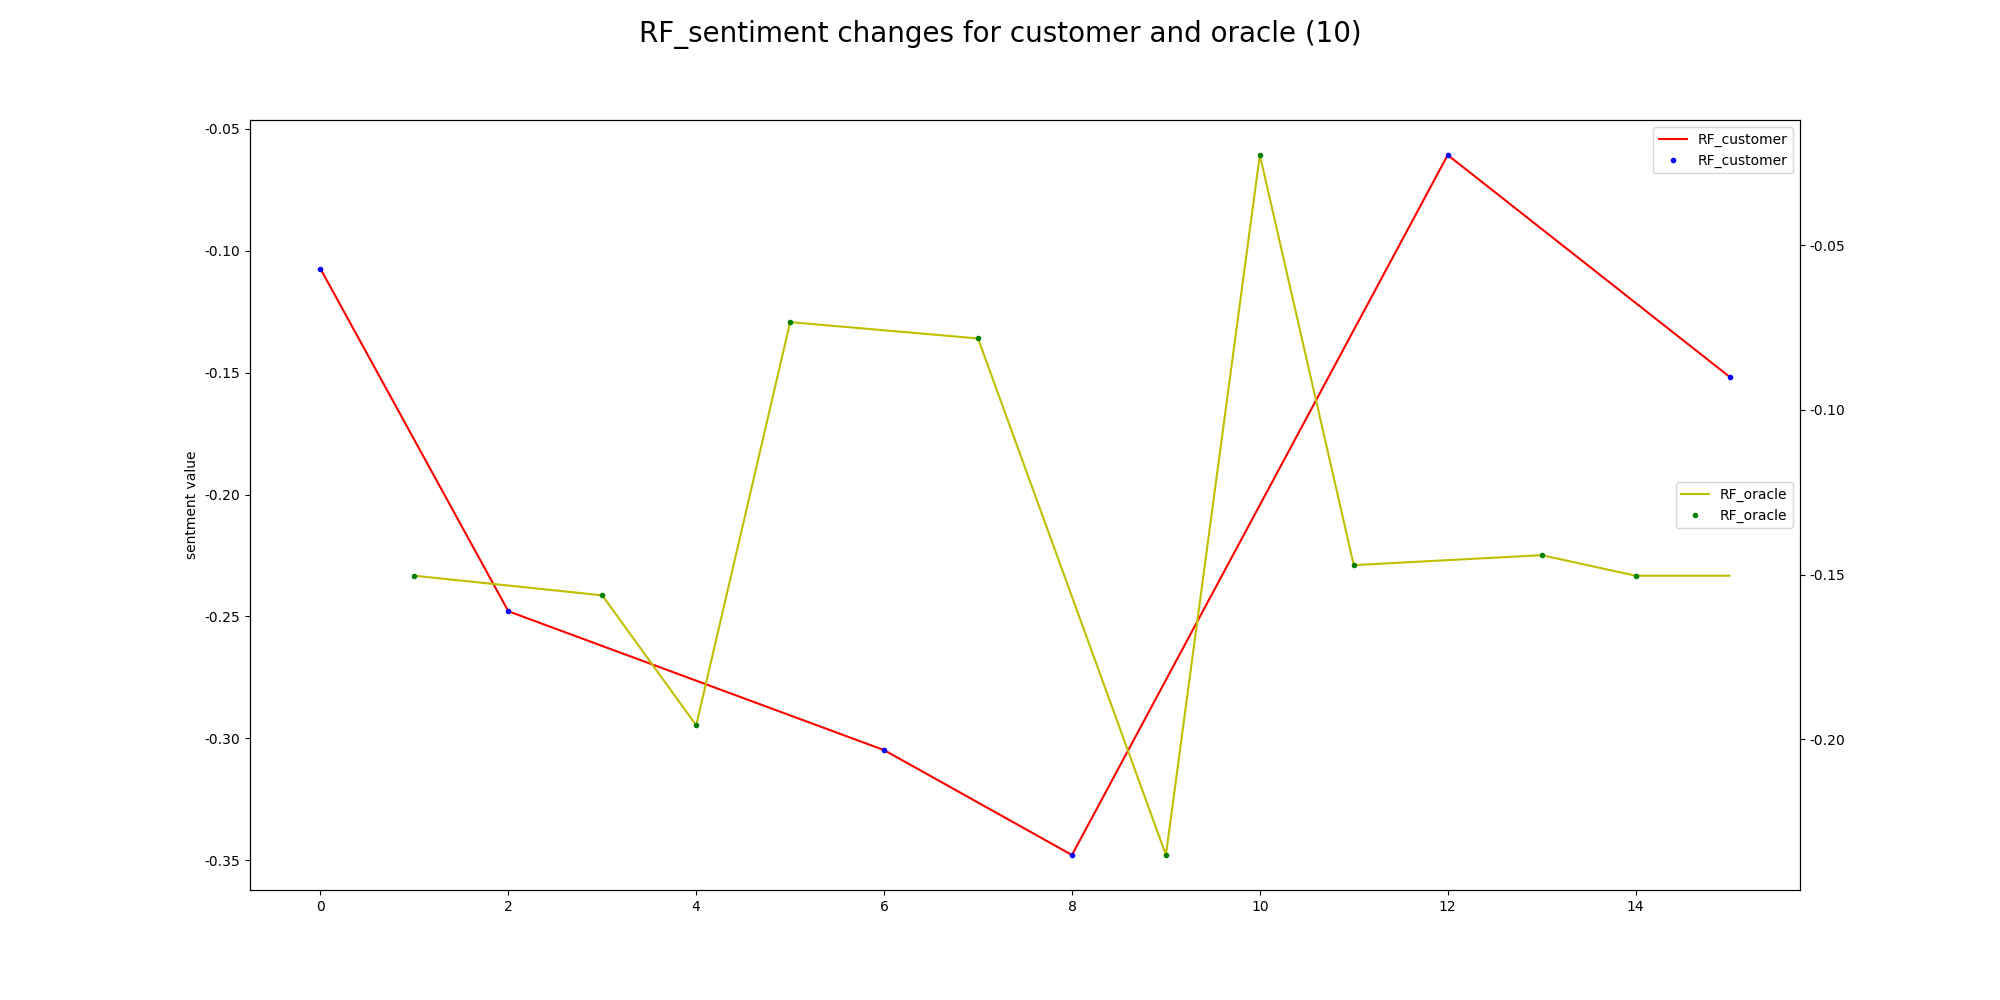 RF_sentiment changes for customer and oracle (10)
-0.05
-0.10
-0.15
-0.20
-0.25
-0.30
-0.35
sentment value
RF_customer
RF_customer
RF_oracle
RF_oracle
-0.05
-0.10
-0.15
-0.20
0 2 4 6 8 10 12 14